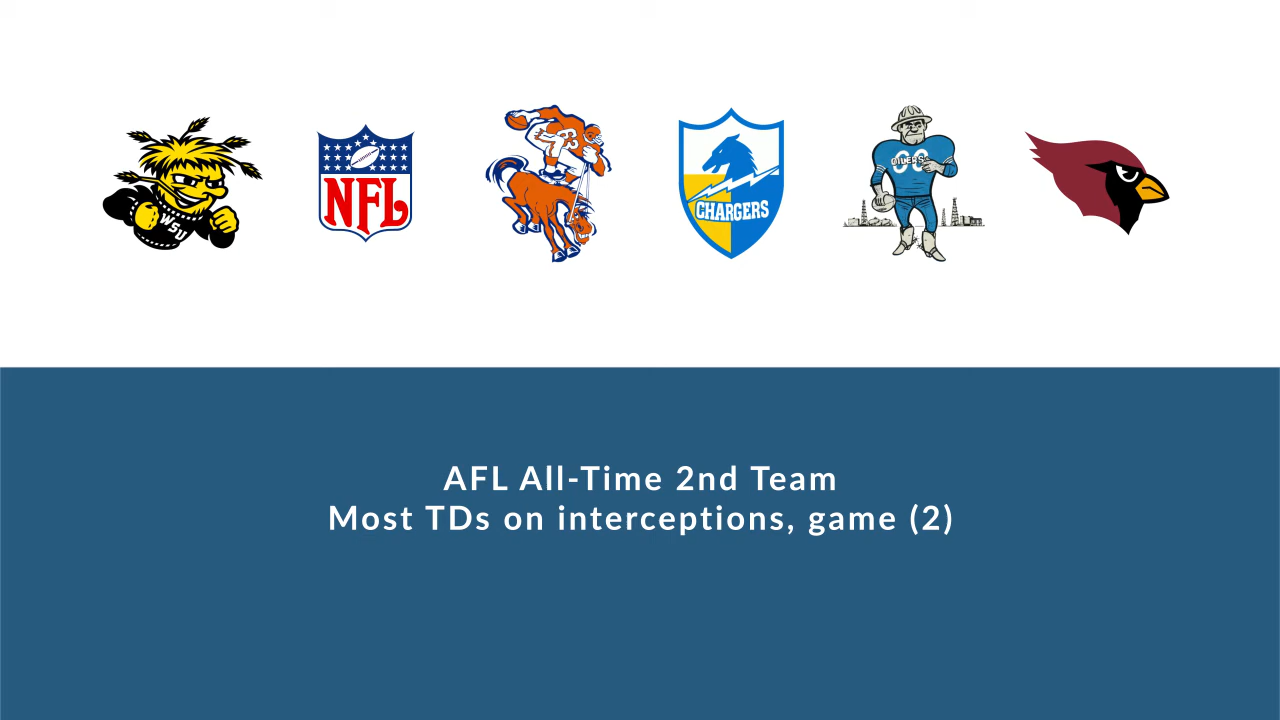 WSU
NFL
CHARGERS
OILERS
AFL All-Time 2nd Team
Most TDs on interceptions, game (2)